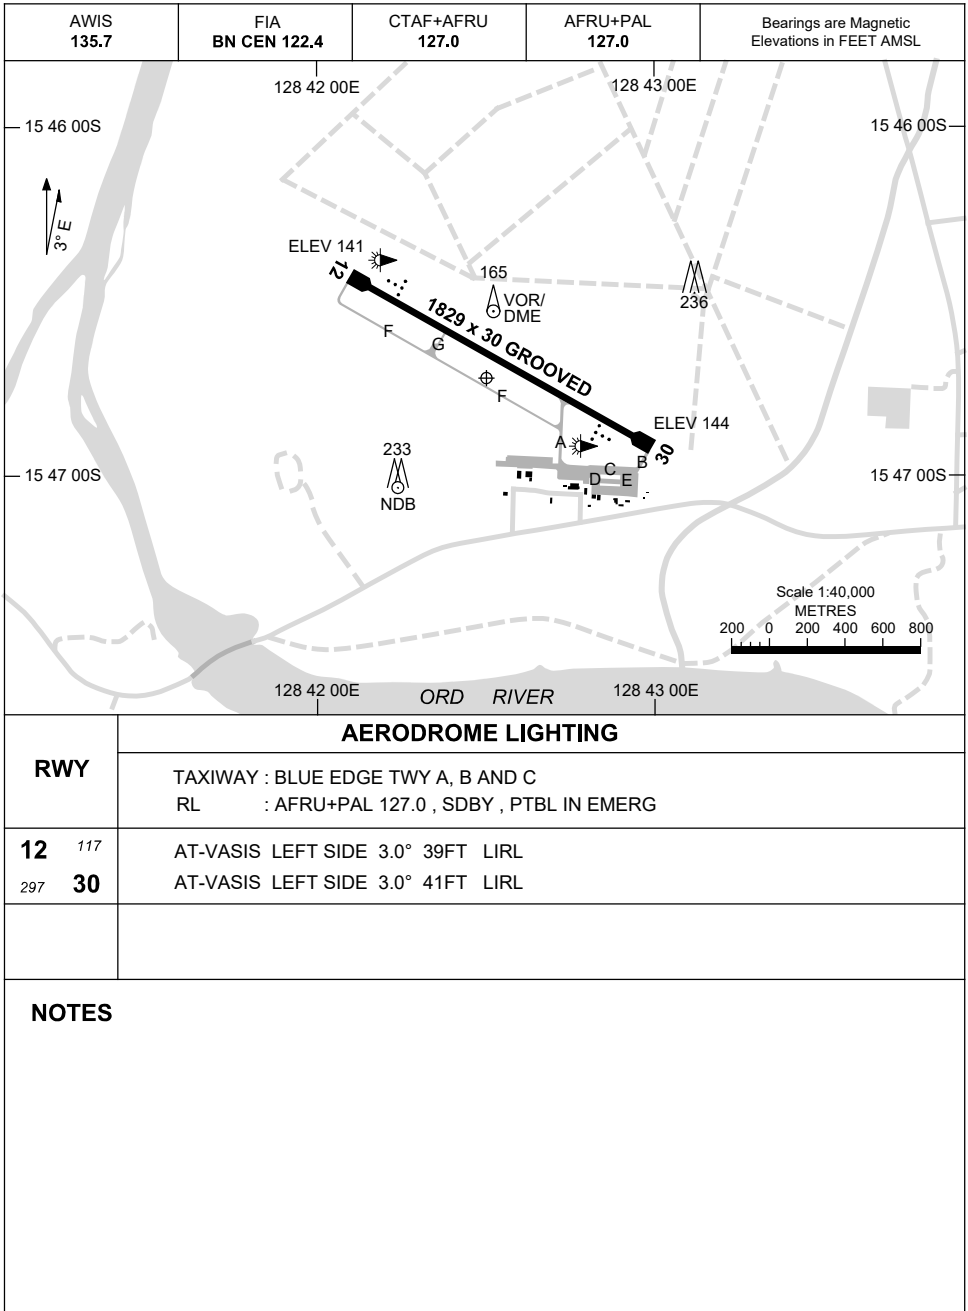 AWIS
135.7
FIA
BN CEN 122.4
CTAF+AFRU
127.0
AFRU+PAL
127.0
Bearings are Magnetic
Elevations in FEET AMSL
128 42 00E
128 43 00E
15 46 00S
15 46 00S
3° E
ELEV 141
12
165
VOR/
DME
236
1829 x 30 GROOVED
F
G
F
ELEV 144
30
A
B
C
D
E
233
NDB
15 47 00S
15 47 00S
Scale 1:40,000
METRES
200 0 200 400 600 800
128 42 00E
ORD RIVER
128 43 00E
RWY
AERODROME LIGHTING
TAXIWAY : BLUE EDGE TWY A, B AND C
RL : AFRU+PAL 127.0 , SDBY , PTBL IN EMERG
12 117 AT-VASIS LEFT SIDE 3.0° 39FT LIRL
297 30 AT-VASIS LEFT SIDE 3.0° 41FT LIRL
NOTES